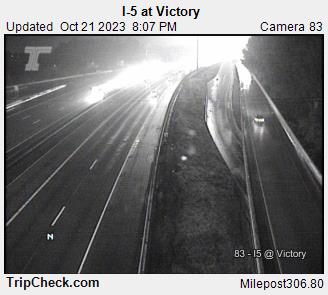 I-5 at Victory
Updated Oct 21 2023 8:07 PM Camera 83
T
N
83 - I5 @ Victory
TripCheck.com Milepost306.80